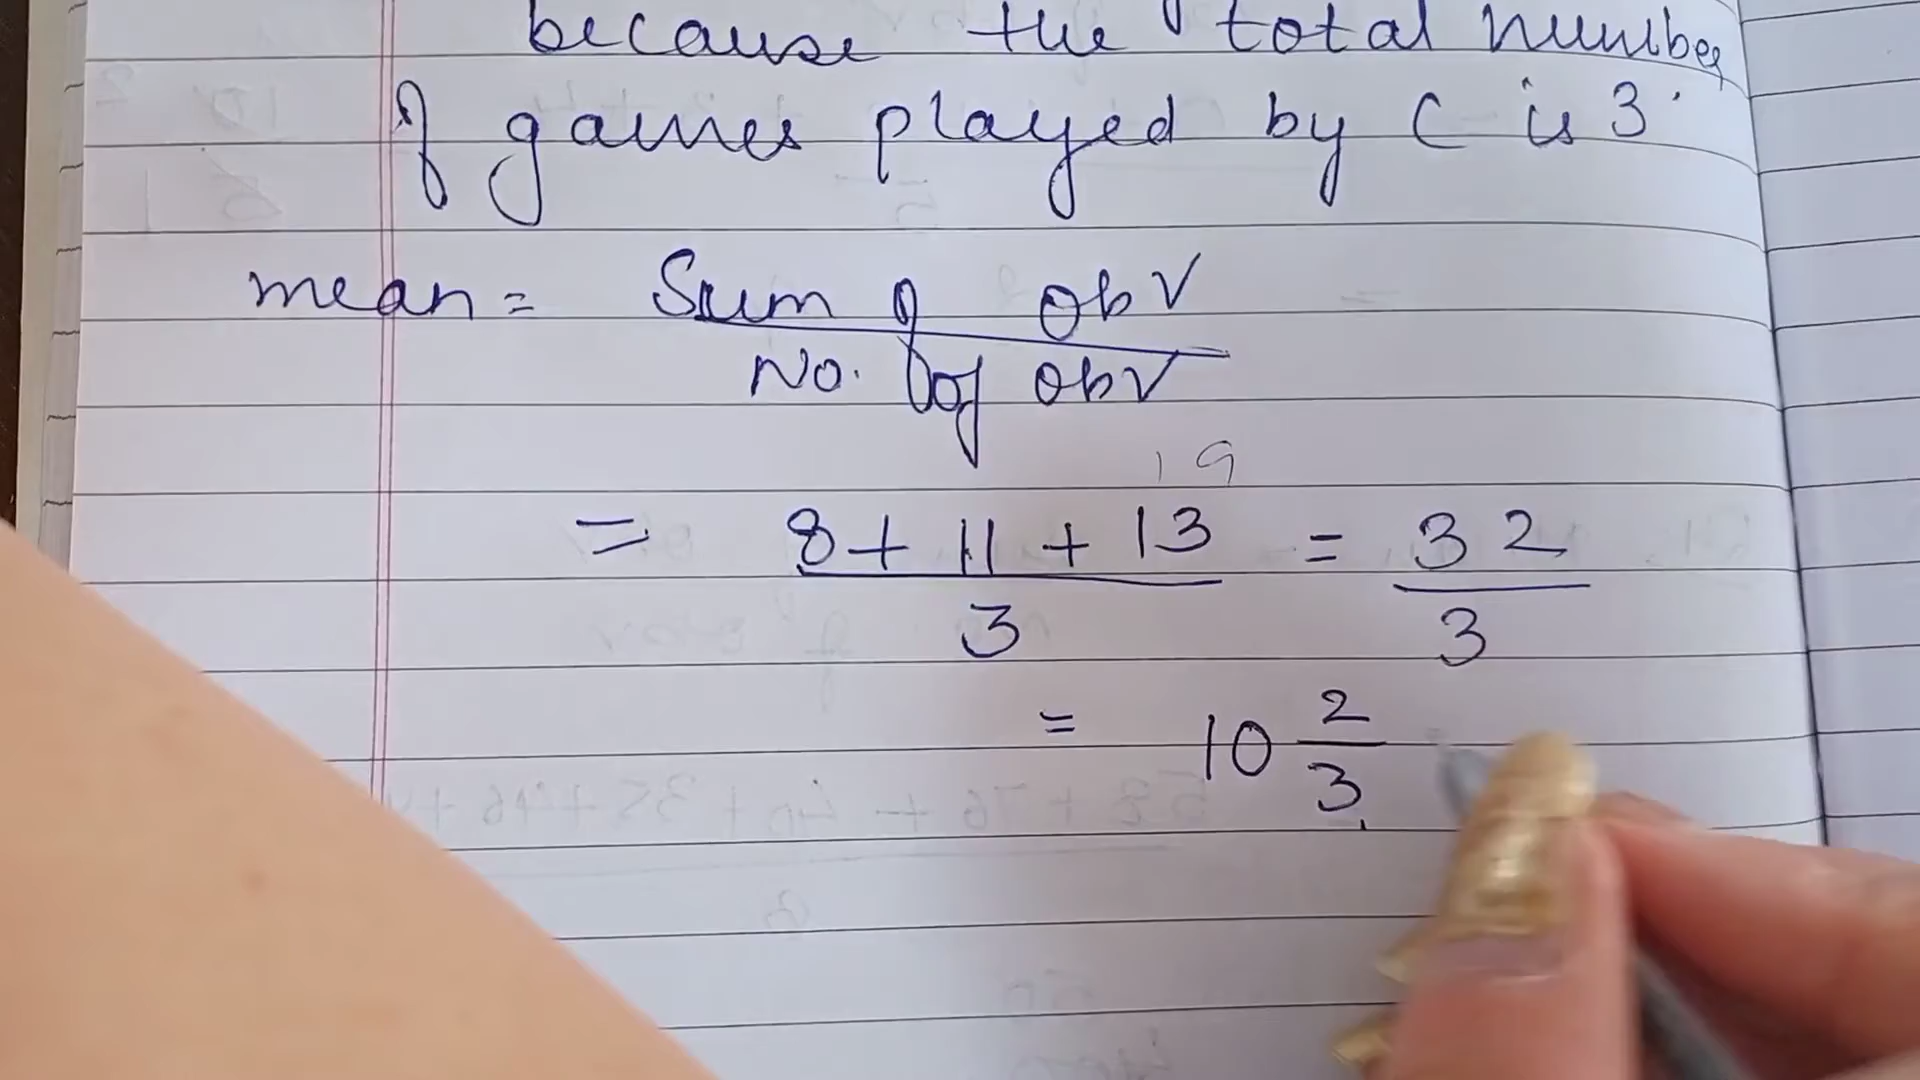 because the total number
of games played by C is 3.
mean = Sum of Obv / No. of Obv
19
= 8 + 11 + 13 / 3 = 32 / 3
= 10 2/3